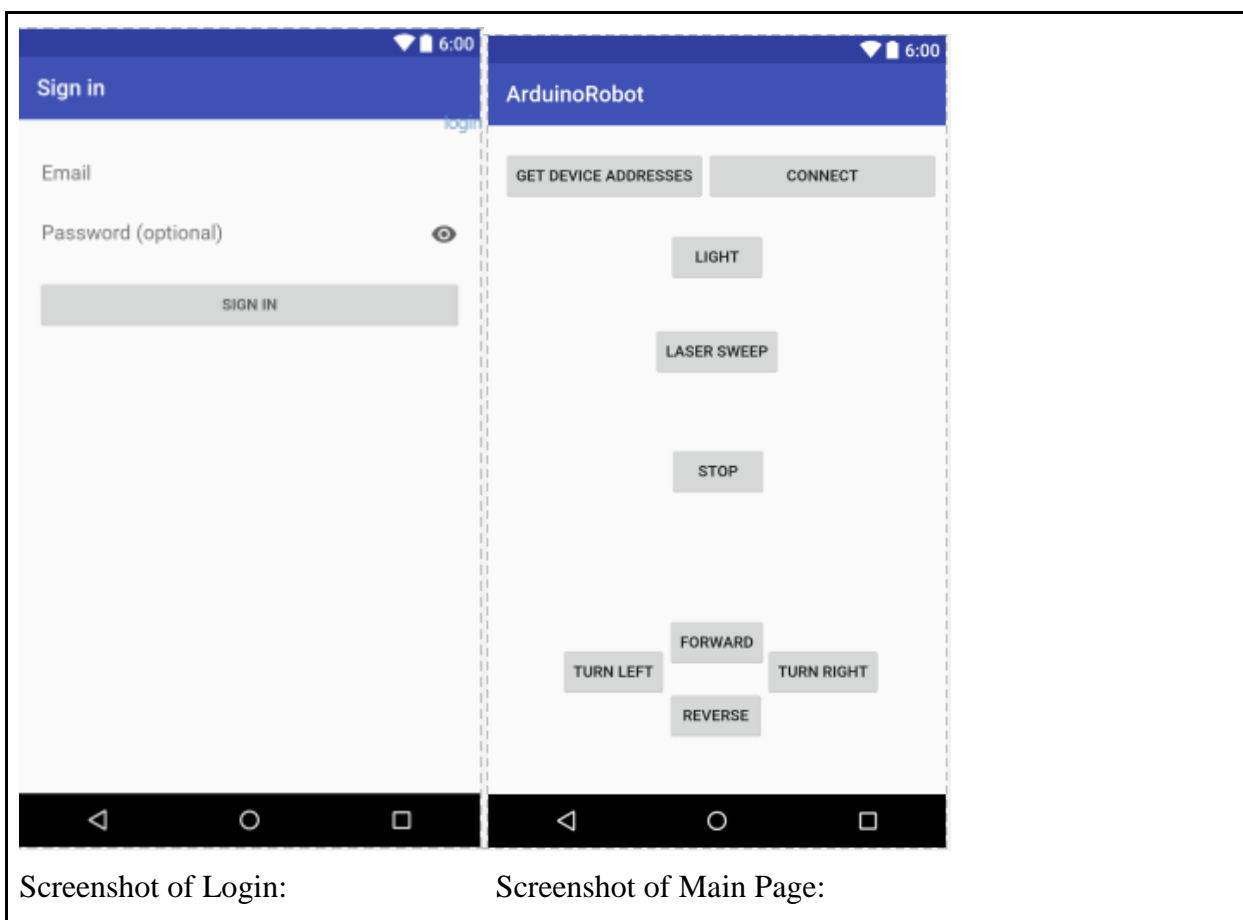 6:00
Sign in
login
Email
Password (optional)
SIGN IN
6:00
ArduinoRobot
GET DEVICE ADDRESSES CONNECT
LIGHT
LASER SWEEP
STOP
FORWARD
TURN LEFT TURN RIGHT
REVERSE
Screenshot of Login: Screenshot of Main Page: